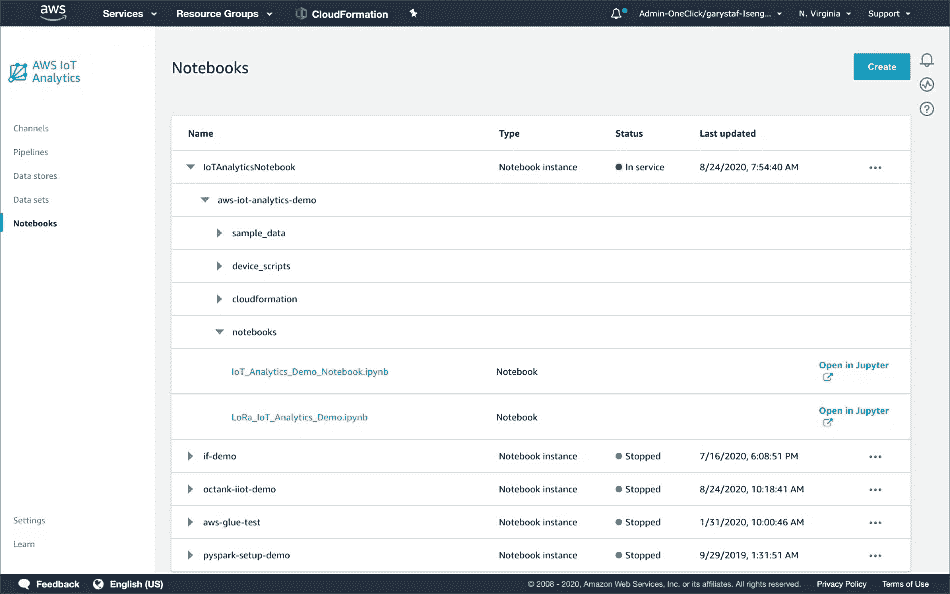 aws Services Resource Groups CloudFormation Admin-OneClick/garystaf-Iseng... N. Virginia Support
AWS IoT
Analytics
Notebooks
Create
Channels
Pipelines
Data stores
Data sets
Notebooks
Name Type Status Last updated
IoTAnalyticsNotebook Notebook instance In service 8/24/2020, 7:54:40 AM ...
aws-iot-analytics-demo
sample_data
device_scripts
cloudformation
notebooks
IoT_Analytics_Demo_Notebook.ipynb Notebook Open in Jupyter
LoRa_IoT_Analytics_Demo.ipynb Notebook Open in Jupyter
if-demo Notebook instance Stopped 7/16/2020, 6:08:51 PM ...
octank-iiot-demo Notebook instance Stopped 8/24/2020, 10:18:41 AM ...
aws-glue-test Notebook instance Stopped 1/31/2020, 10:00:46 AM ...
pyspark-setup-demo Notebook instance Stopped 9/29/2019, 1:31:51 AM ...
Settings
Learn
Feedback English (US) © 2008 - 2020, Amazon Web Services, Inc. or its affiliates. All rights reserved. Privacy Policy Terms of Use